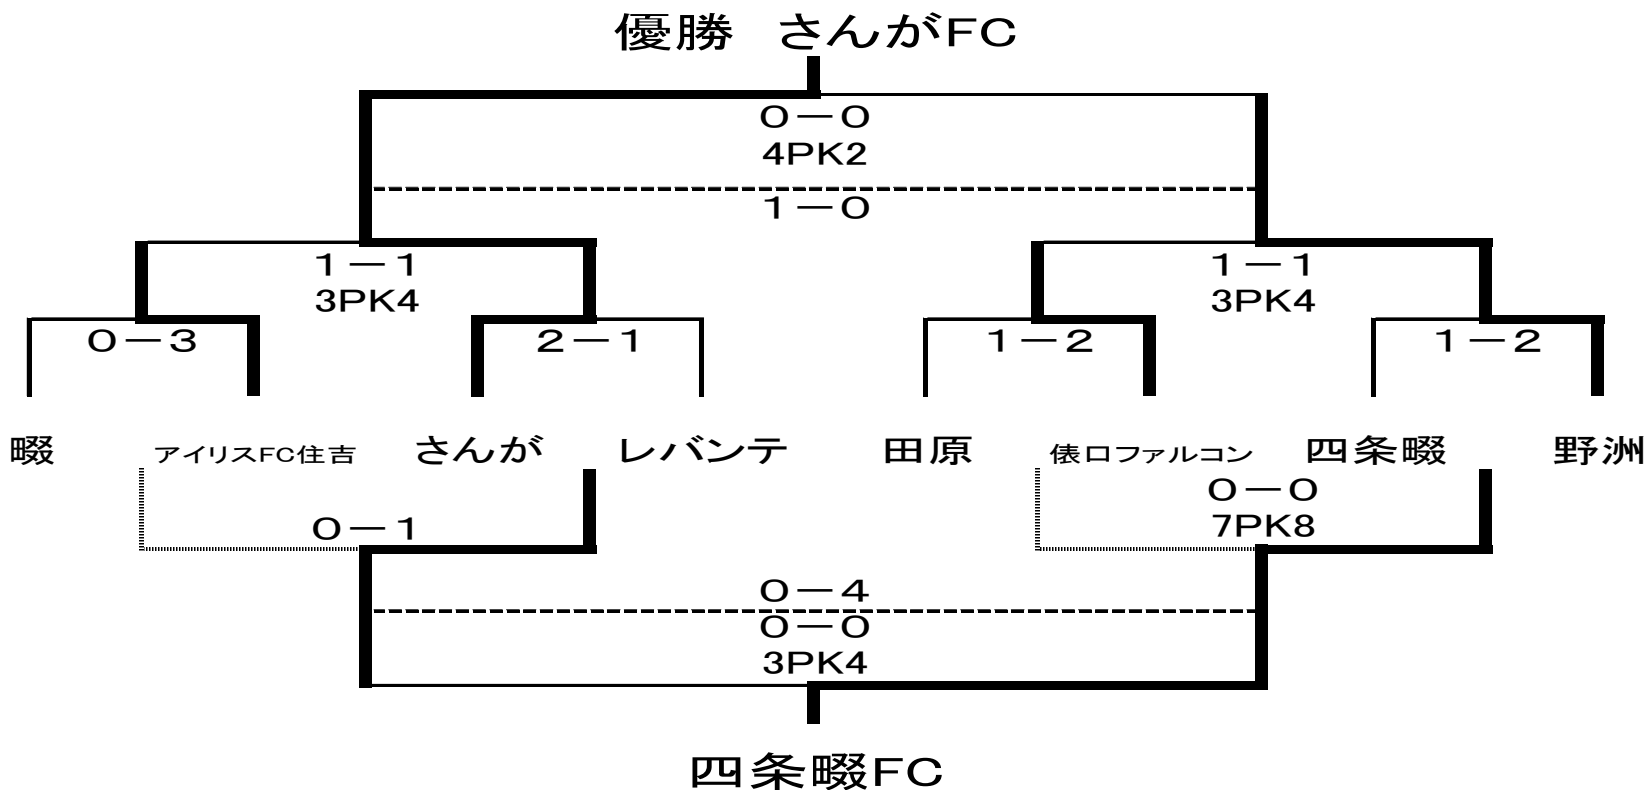 優勝　さんがFC
０－０
4PK2
１－０
１－１
3PK4
１－１
3PK4
０－３
２－１
１－２
１－２
畷
アイリスFC住吉
さんが
レバンテ
田原
俵口ファルコン
四条畷
野洲
０－１
０－０
7PK8
０－４
０－０
3PK4
四条畷FC